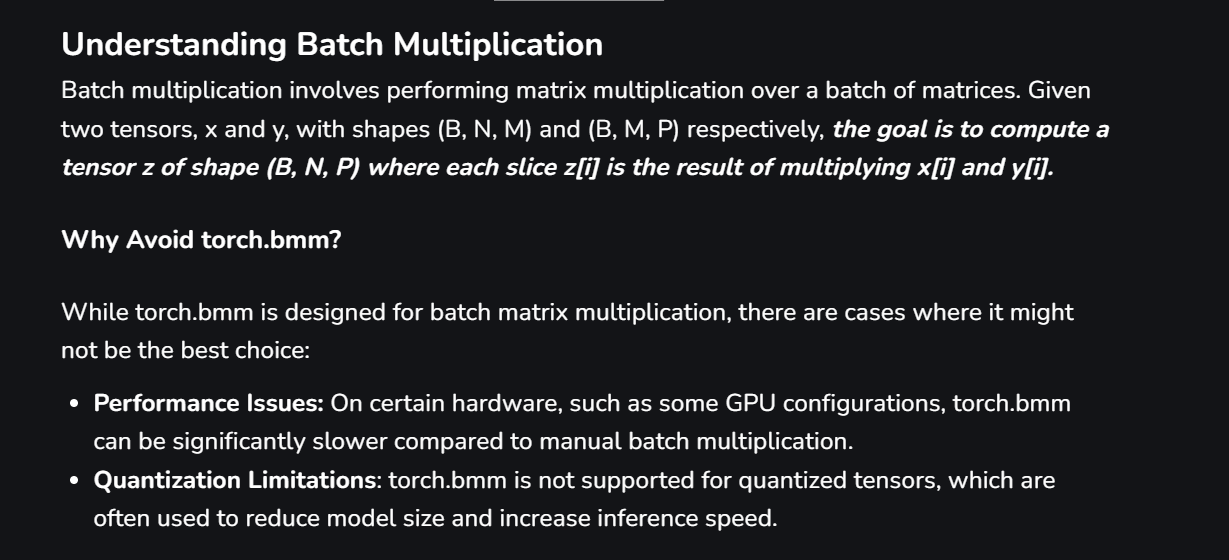 Understanding Batch Multiplication
Batch multiplication involves performing matrix multiplication over a batch of matrices. Given
two tensors, x and y, with shapes (B, N, M) and (B, M, P) respectively, the goal is to compute a
tensor z of shape (B, N, P) where each slice z[i] is the result of multiplying x[i] and y[i].
Why Avoid torch.bmm?
While torch.bmm is designed for batch matrix multiplication, there are cases where it might
not be the best choice:
• Performance Issues: On certain hardware, such as some GPU configurations, torch.bmm
can be significantly slower compared to manual batch multiplication.
• Quantization Limitations: torch.bmm is not supported for quantized tensors, which are
often used to reduce model size and increase inference speed.